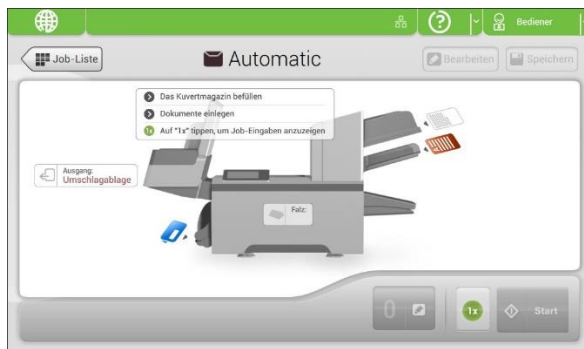 Bediener
Job-Liste
Automatic
Bearbeiten
Speichern
Das Kuvertmagazin befüllen
Dokumente einlegen
1x Auf "1x" tippen, um Job-Eingaben anzuzeigen
Ausgang:
Umschlagablage
Falz:
0
1x
Start